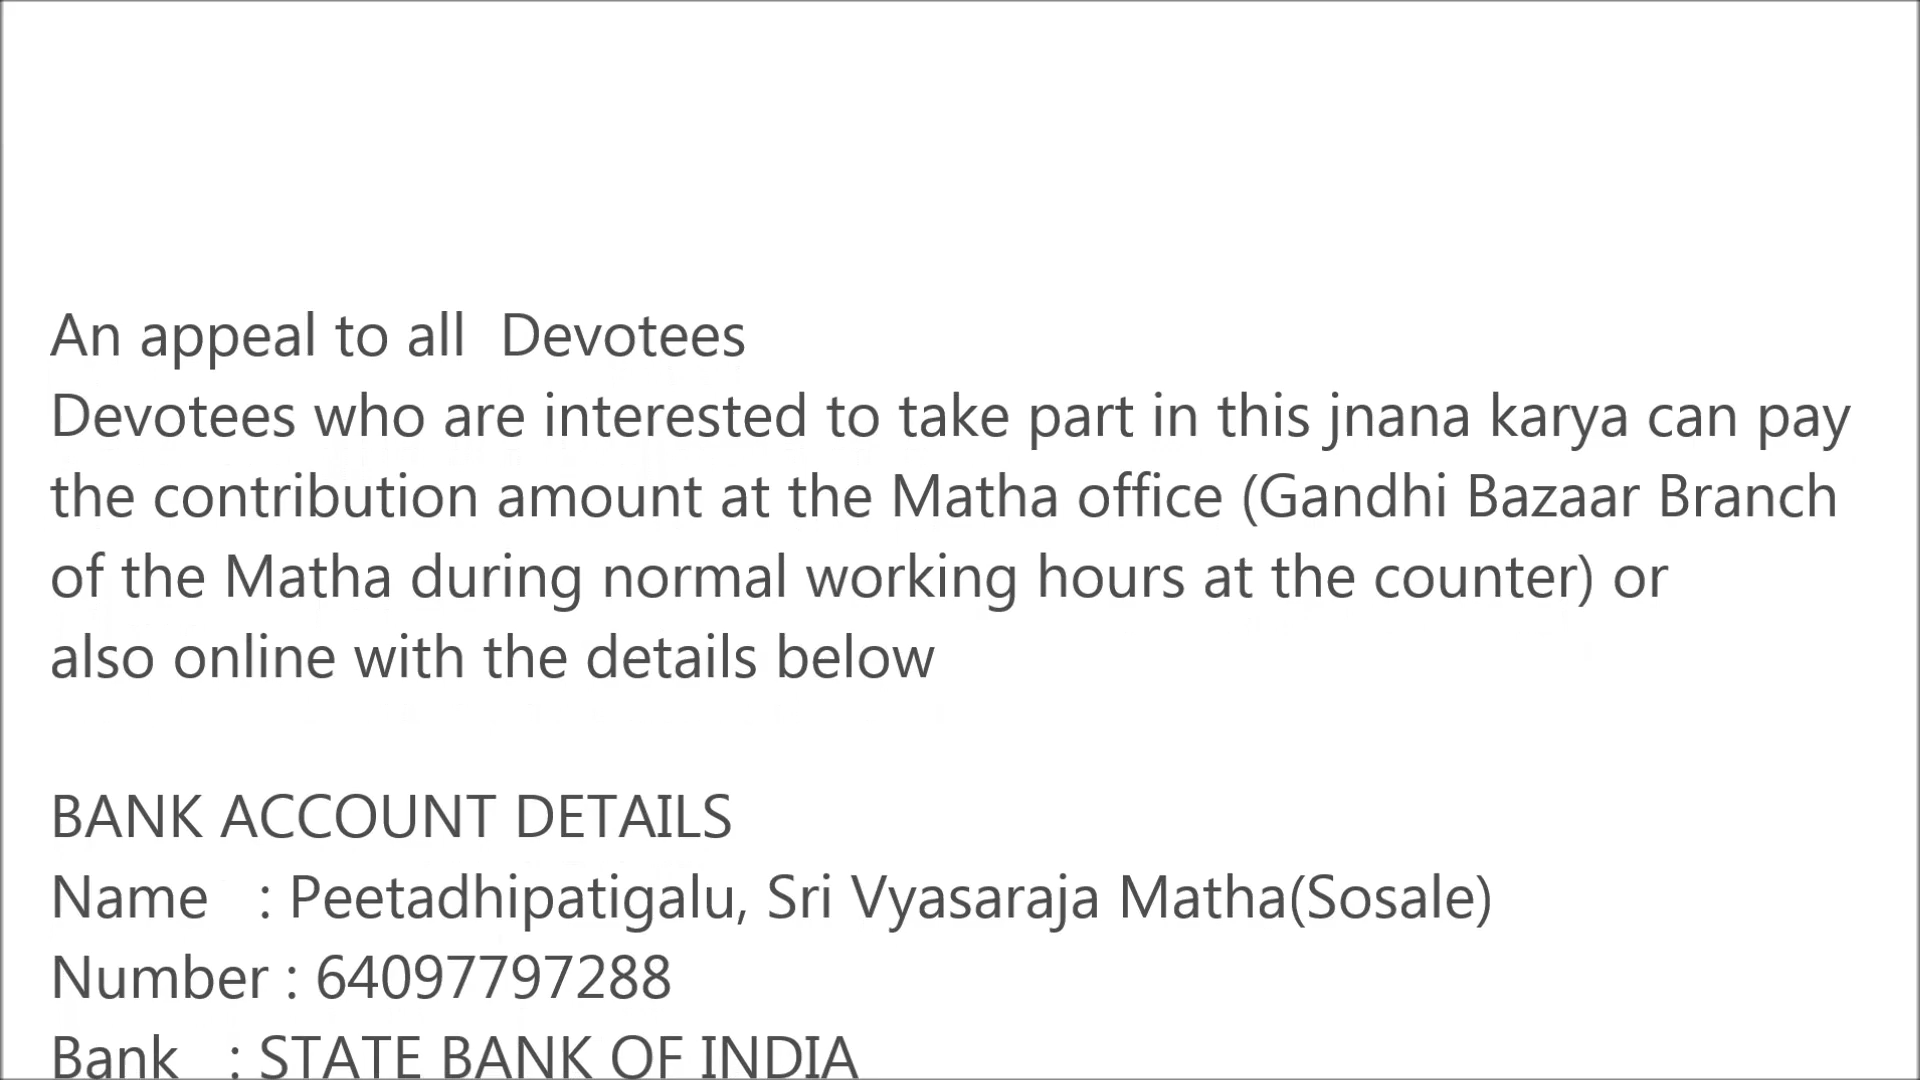 An appeal to all  Devotees
Devotees who are interested to take part in this jnana karya can pay
the contribution amount at the Matha office (Gandhi Bazaar Branch
of the Matha during normal working hours at the counter) or
also online with the details below
BANK ACCOUNT DETAILS
Name   : Peetadhipatigalu, Sri Vyasaraja Matha(Sosale)
Number : 64097797288
Bank   : STATE BANK OF INDIA